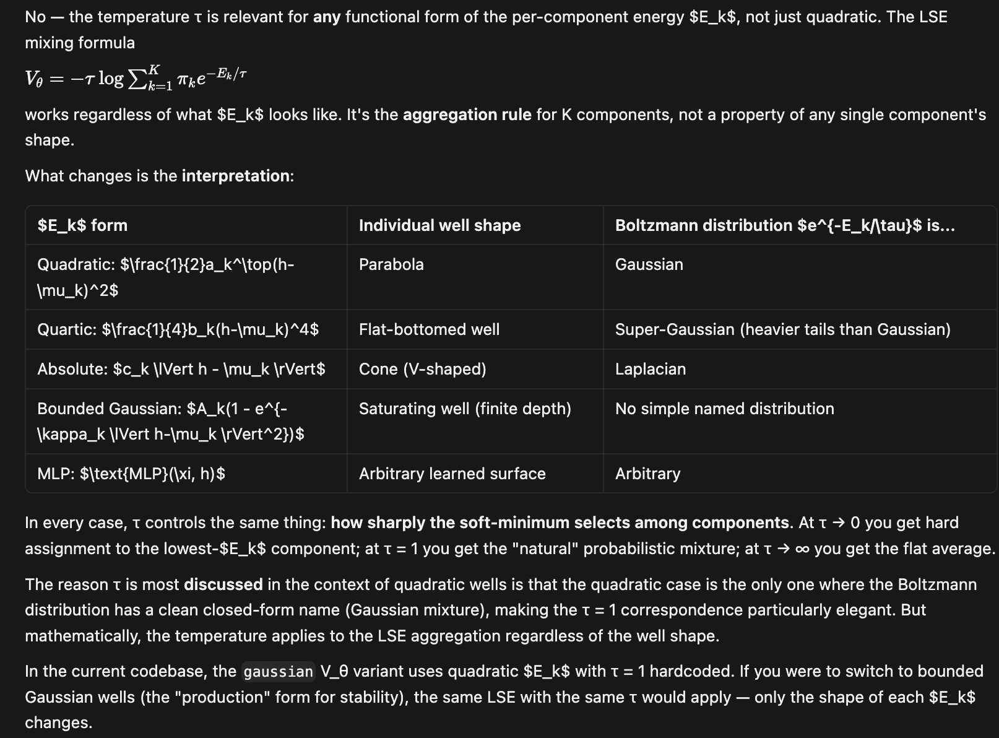 No — the temperature τ is relevant for any functional form of the per-component energy $E_k$, not just quadratic. The LSE
mixing formula
V_θ = −τ log ∑_{k=1}^{K} π_k e^{−E_k/τ}
works regardless of what $E_k$ looks like. It's the aggregation rule for K components, not a property of any single component's
shape.
What changes is the interpretation:
$E_k$ form
Individual well shape
Boltzmann distribution $e^{-E_k/\tau}$ is...
Quadratic: $\frac{1}{2}a_k^\top(h-
\mu_k)^2$
Parabola
Gaussian
Quartic: $\frac{1}{4}b_k(h-\mu_k)^4$
Flat-bottomed well
Super-Gaussian (heavier tails than Gaussian)
Absolute: $c_k \lVert h - \mu_k \rVert$
Cone (V-shaped)
Laplacian
Bounded Gaussian: $A_k(1 - e^{-
\kappa_k \lVert h-\mu_k \rVert^2})$
Saturating well (finite depth)
No simple named distribution
MLP: $\text{MLP}(\xi, h)$
Arbitrary learned surface
Arbitrary
In every case, τ controls the same thing: how sharply the soft-minimum selects among components. At τ → 0 you get hard
assignment to the lowest-$E_k$ component; at τ = 1 you get the "natural" probabilistic mixture; at τ → ∞ you get the flat average.
The reason τ is most discussed in the context of quadratic wells is that the quadratic case is the only one where the Boltzmann
distribution has a clean closed-form name (Gaussian mixture), making the τ = 1 correspondence particularly elegant. But
mathematically, the temperature applies to the LSE aggregation regardless of the well shape.
In the current codebase, the gaussian V_θ variant uses quadratic $E_k$ with τ = 1 hardcoded. If you were to switch to bounded
Gaussian wells (the "production" form for stability), the same LSE with the same τ would apply — only the shape of each $E_k$
changes.